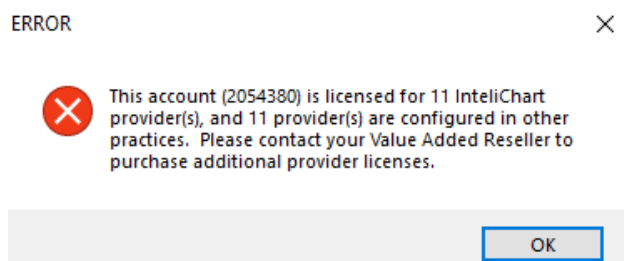 ERROR
This account (2054380) is licensed for 11 InteliChart
provider(s), and 11 provider(s) are configured in other
practices.  Please contact your Value Added Reseller to
purchase additional provider licenses.
OK